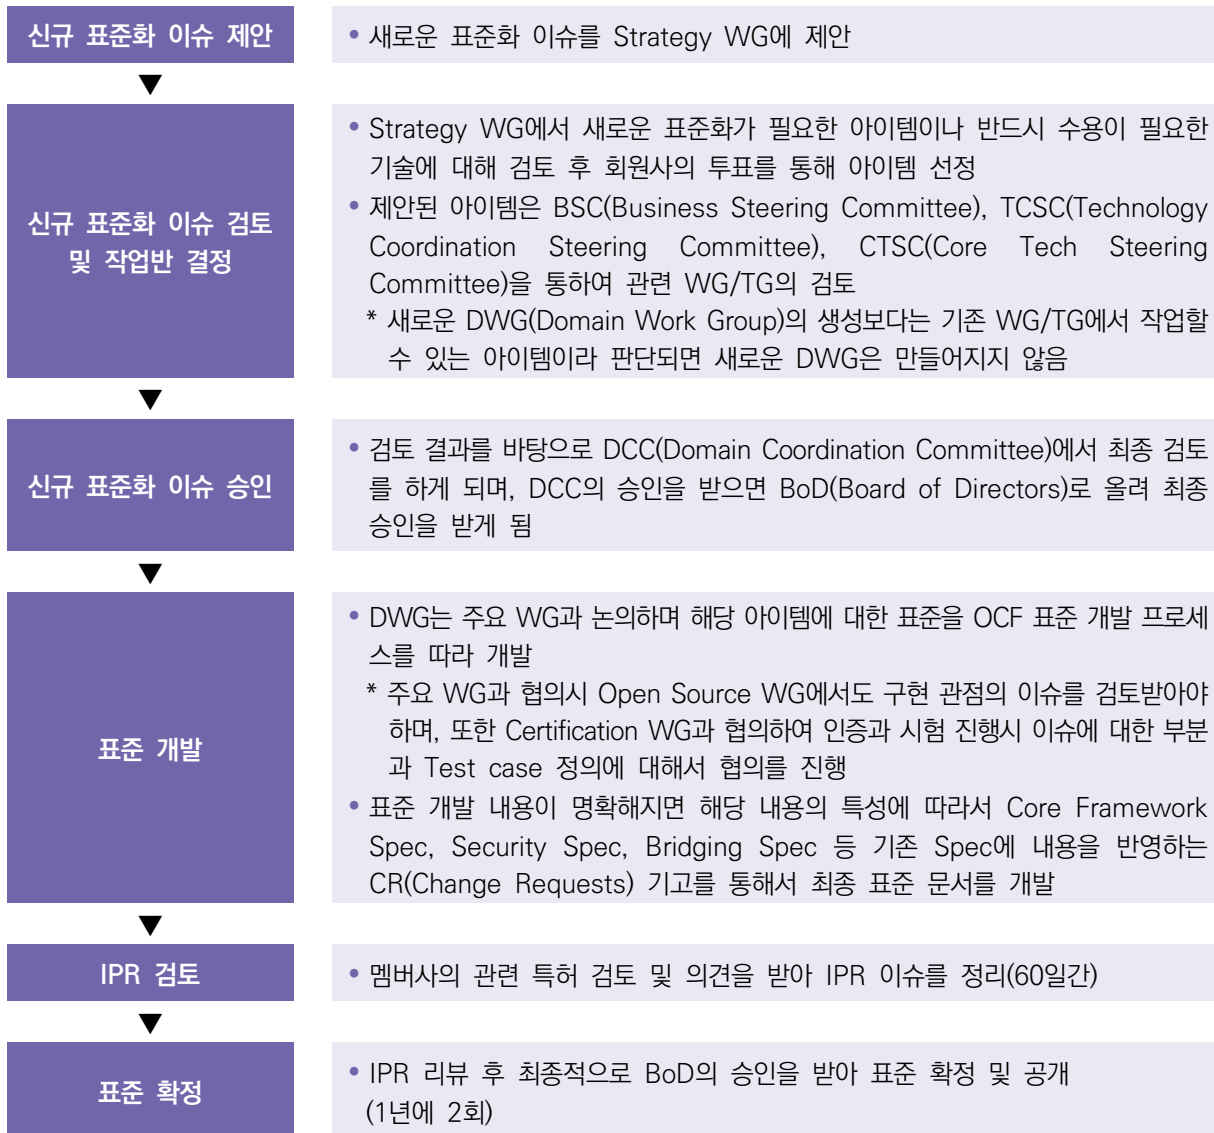 신규 표준화 이슈 제안
• 새로운 표준화 이슈를 Strategy WG에 제안
▼
신규 표준화 이슈 검토
및 작업반 결정
• Strategy WG에서 새로운 표준화가 필요한 아이템이나 반드시 수용이 필요한
기술에 대해 검토 후 회원사의 투표를 통해 아이템 선정
• 제안된 아이템은 BSC(Business Steering Committee), TCSC(Technology
Coordination Steering Committee), CTSC(Core Tech Steering
Committee)을 통하여 관련 WG/TG의 검토
* 새로운 DWG(Domain Work Group)의 생성보다는 기존 WG/TG에서 작업할
수 있는 아이템이라 판단되면 새로운 DWG은 만들어지지 않음
▼
신규 표준화 이슈 승인
• 검토 결과를 바탕으로 DCC(Domain Coordination Committee)에서 최종 검토
를 하게 되며, DCC의 승인을 받으면 BoD(Board of Directors)로 올려 최종
승인을 받게 됨
▼
표준 개발
• DWG는 주요 WG과 논의하며 해당 아이템에 대한 표준을 OCF 표준 개발 프로세
스를 따라 개발
* 주요 WG과 협의시 Open Source WG에서도 구현 관점의 이슈를 검토받아야
하며, 또한 Certification WG과 협의하여 인증과 시험 진행시 이슈에 대한 부분
과 Test case 정의에 대해서 협의를 진행
• 표준 개발 내용이 명확해지면 해당 내용의 특성에 따라서 Core Framework
Spec, Security Spec, Bridging Spec 등 기존 Spec에 내용을 반영하는
CR(Change Requests) 기고를 통해서 최종 표준 문서를 개발
▼
IPR 검토
• 멤버사의 관련 특허 검토 및 의견을 받아 IPR 이슈를 정리(60일간)
▼
표준 확정
• IPR 리뷰 후 최종적으로 BoD의 승인을 받아 표준 확정 및 공개
(1년에 2회)